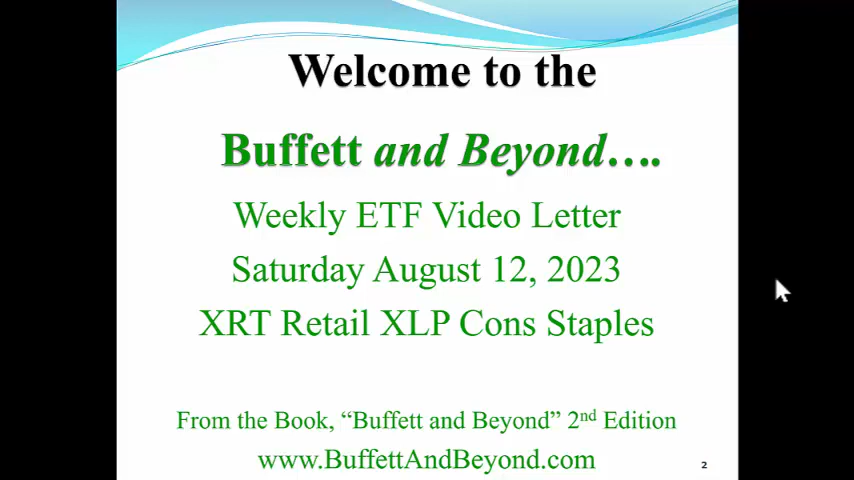 Welcome to the
Buffett and Beyond….
Weekly ETF Video Letter
Saturday August 12, 2023
XRT Retail XLP Cons Staples
From the Book, “Buffett and Beyond” 2nd Edition
www.BuffettAndBeyond.com
2